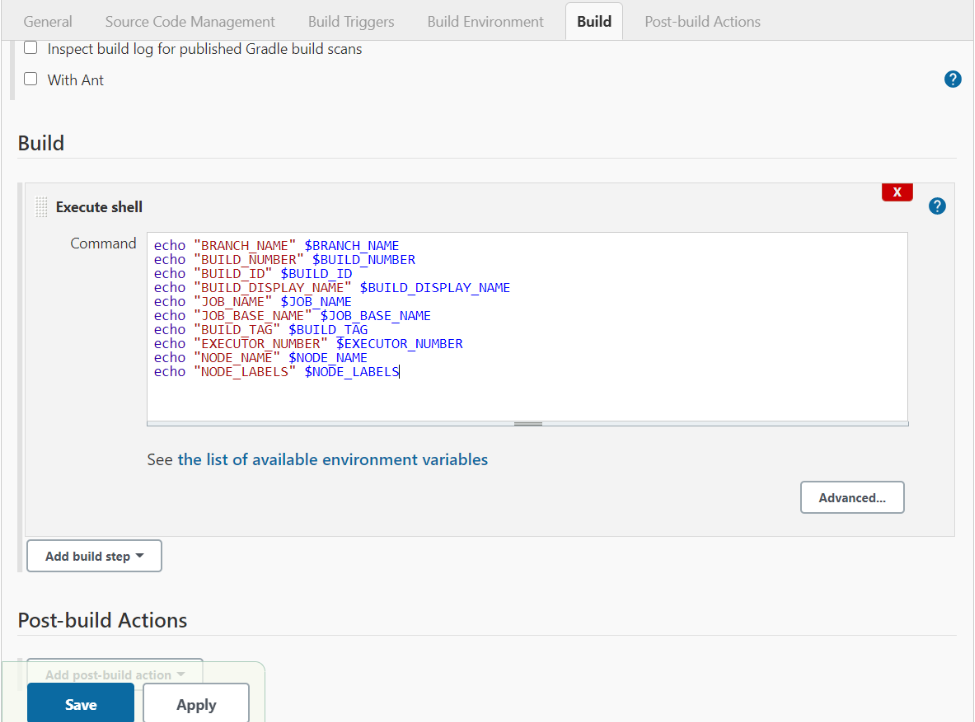 General Source Code Management Build Triggers Build Environment Build Post-build Actions
Inspect build log for published Gradle build scans
With Ant
?
Build
X
Execute shell
?
Command
echo "BRANCH_NAME" $BRANCH_NAME
echo "BUILD_NUMBER" $BUILD_NUMBER
echo "BUILD_ID" $BUILD_ID
echo "BUILD_DISPLAY_NAME" $BUILD_DISPLAY_NAME
echo "JOB_NAME" $JOB_NAME
echo "JOB_BASE_NAME" $JOB_BASE_NAME
echo "BUILD_TAG" $BUILD_TAG
echo "EXECUTOR_NUMBER" $EXECUTOR_NUMBER
echo "NODE_NAME" $NODE_NAME
echo "NODE_LABELS" $NODE_LABELS
See the list of available environment variables
Advanced...
Add build step
Post-build Actions
Add post-build action
Save Apply